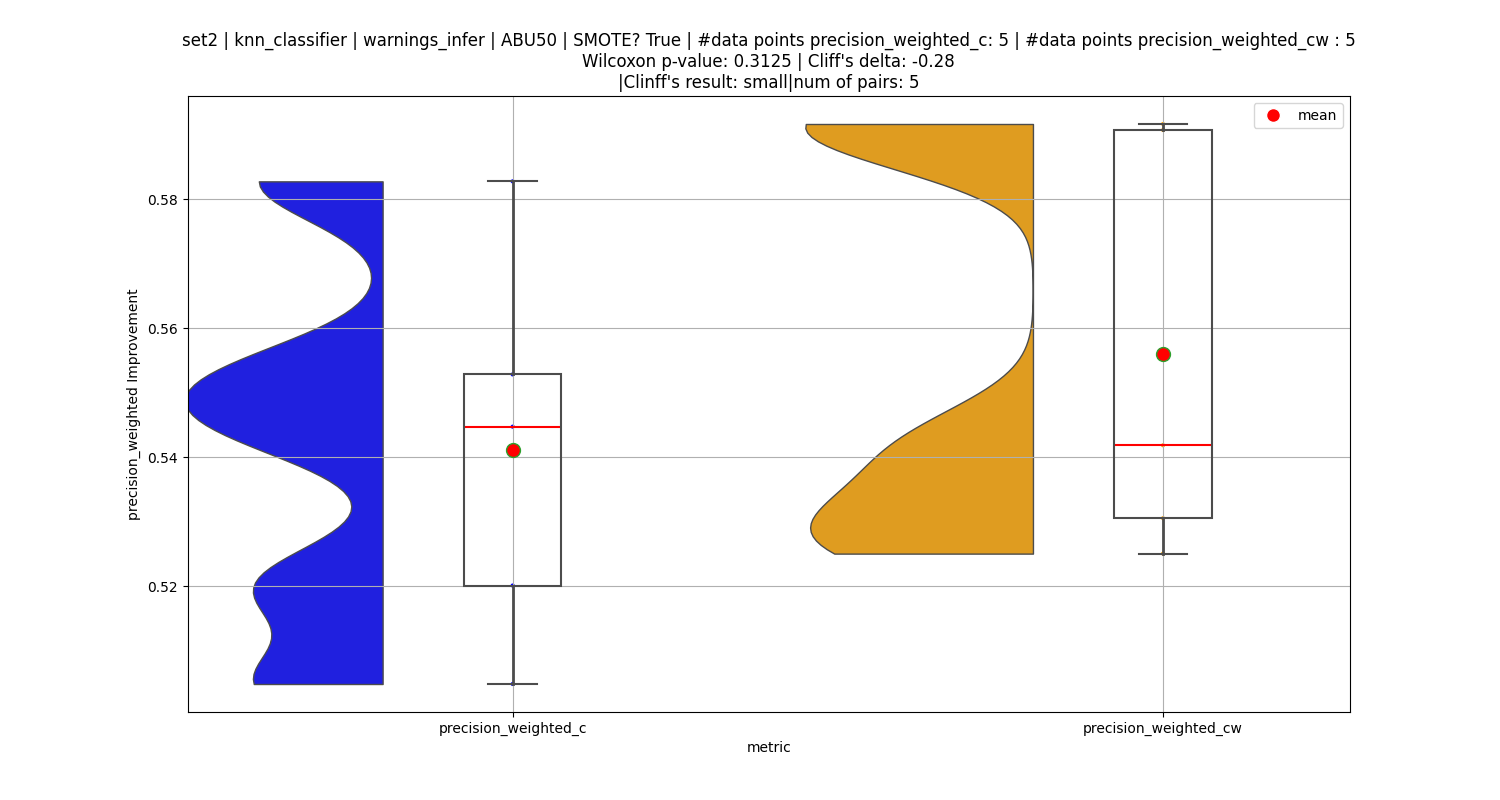 set2 | knn_classifier | warnings_infer | ABU50 | SMOTE? True | #data points precision_weighted_c: 5 | #data points precision_weighted_cw : 5
Wilcoxon p-value: 0.3125 | Cliff's delta: -0.28
|Clinff's result: small|num of pairs: 5
mean
0.58
0.56
0.54
0.52
precision_weighted Improvement
precision_weighted_c
precision_weighted_cw
metric